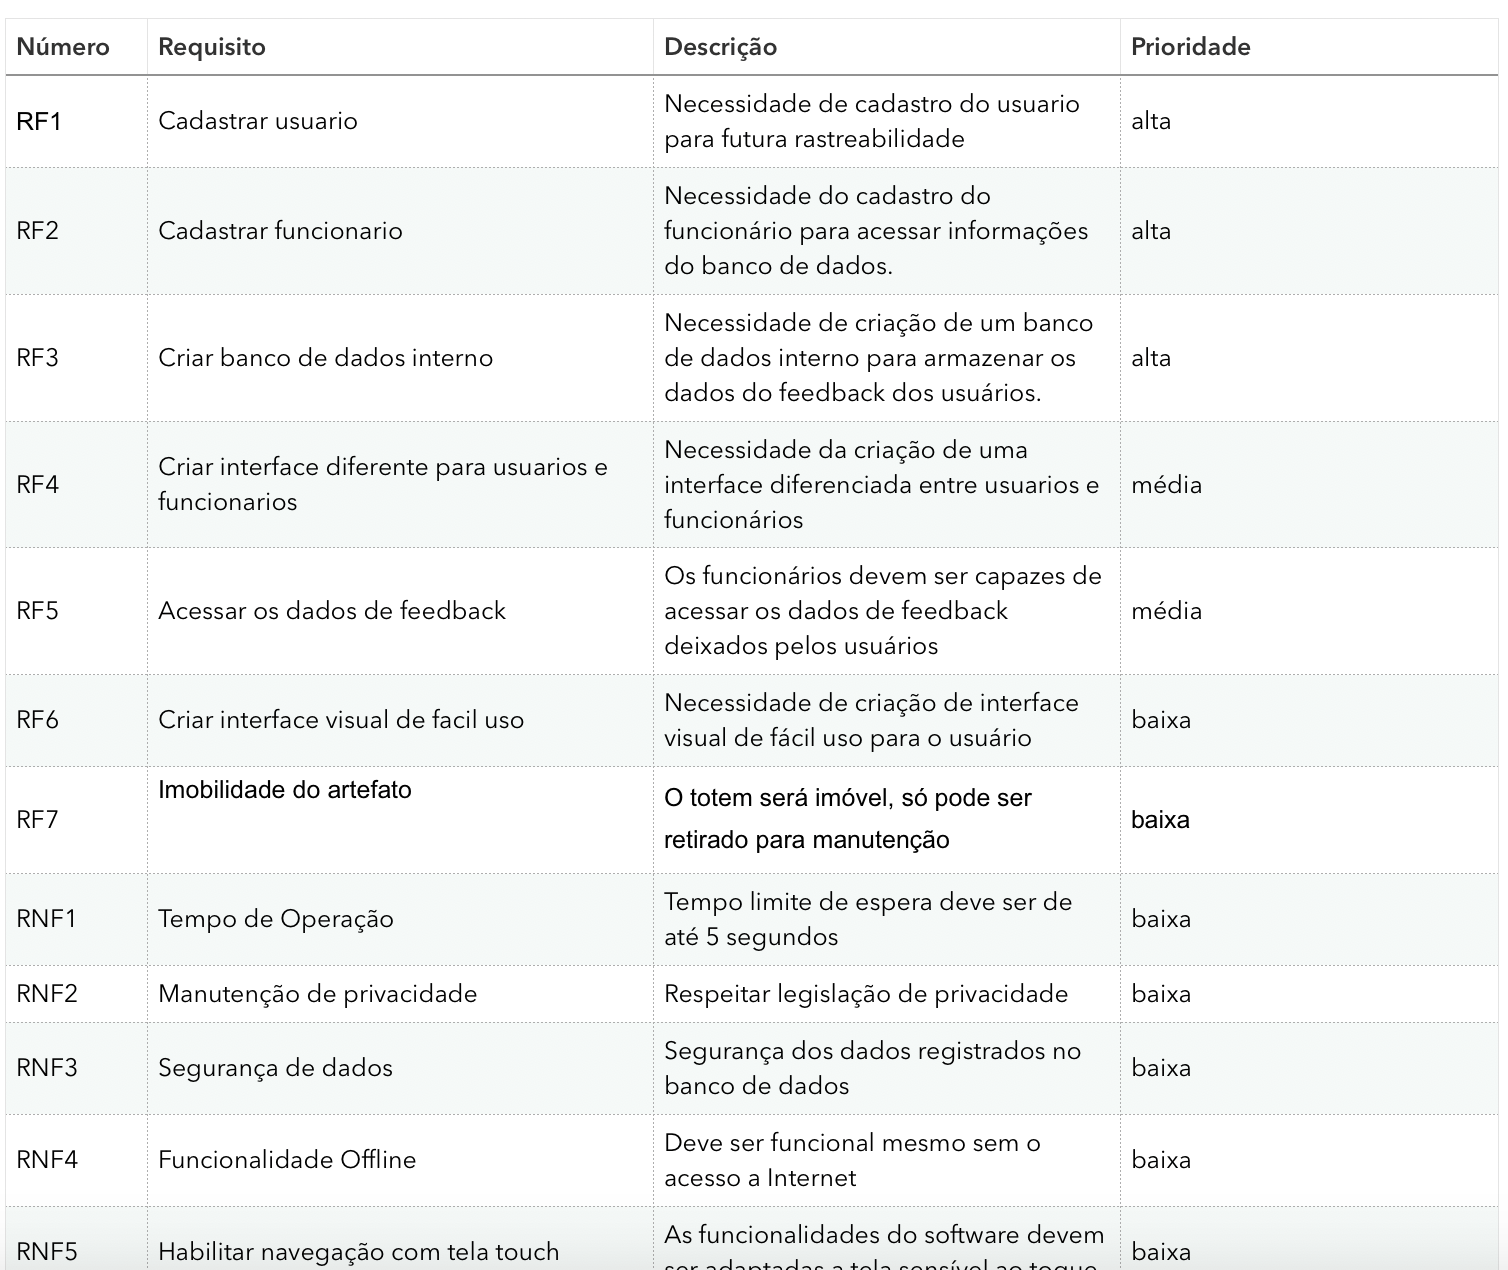 Número Requisito Descrição Prioridade
RF1 Cadastrar usuario Necessidade de cadastro do usuario
para futura rastreabilidade alta
RF2 Cadastrar funcionario Necessidade do cadastro do
funcionário para acessar informações
do banco de dados. alta
RF3 Criar banco de dados interno Necessidade de criação de um banco
de dados interno para armazenar os
dados do feedback dos usuários. alta
RF4 Criar interface diferente para usuarios e
funcionarios Necessidade da criação de uma
interface diferenciada entre usuarios e
funcionários média
RF5 Acessar os dados de feedback Os funcionários devem ser capazes de
acessar os dados de feedback
deixados pelos usuários média
RF6 Criar interface visual de facil uso Necessidade de criação de interface
visual de fácil uso para o usuário baixa
RF7 Imobilidade do artefato O totem será imóvel, só pode ser
retirado para manutenção baixa
RNF1 Tempo de Operação Tempo limite de espera deve ser de
até 5 segundos baixa
RNF2 Manutenção de privacidade Respeitar legislação de privacidade baixa
RNF3 Segurança de dados Segurança dos dados registrados no
banco de dados baixa
RNF4 Funcionalidade Offline Deve ser funcional mesmo sem o
acesso a Internet baixa
RNF5 Habilitar navegação com tela touch As funcionalidades do software devem
ser adaptadas a tela sensível ao toque baixa